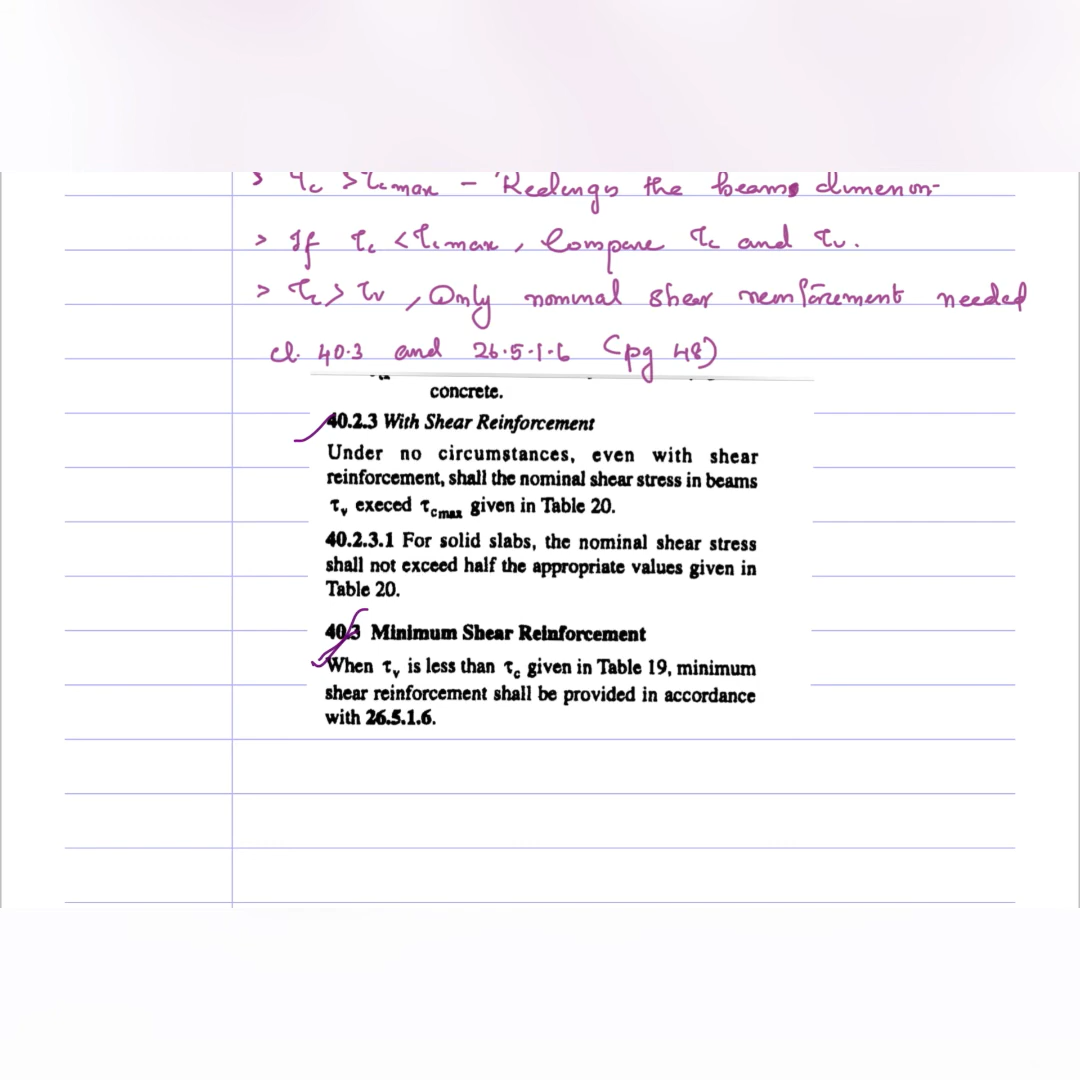 > τc > τcmax - Redesign the beams dimension
> If τc < τcmax, Compare τc and τv.
> τc > τv, Only nominal shear reinforcement needed
cl. 40.3 and 26.5.1.6 (pg 48)
concrete.
40.2.3 With Shear Reinforcement
Under no circumstances, even with shear
reinforcement, shall the nominal shear stress in beams
τv execed τcmax given in Table 20.
40.2.3.1 For solid slabs, the nominal shear stress
shall not exceed half the appropriate values given in
Table 20.
40.3 Minimum Shear Reinforcement
When τv is less than τc given in Table 19, minimum
shear reinforcement shall be provided in accordance
with 26.5.1.6.